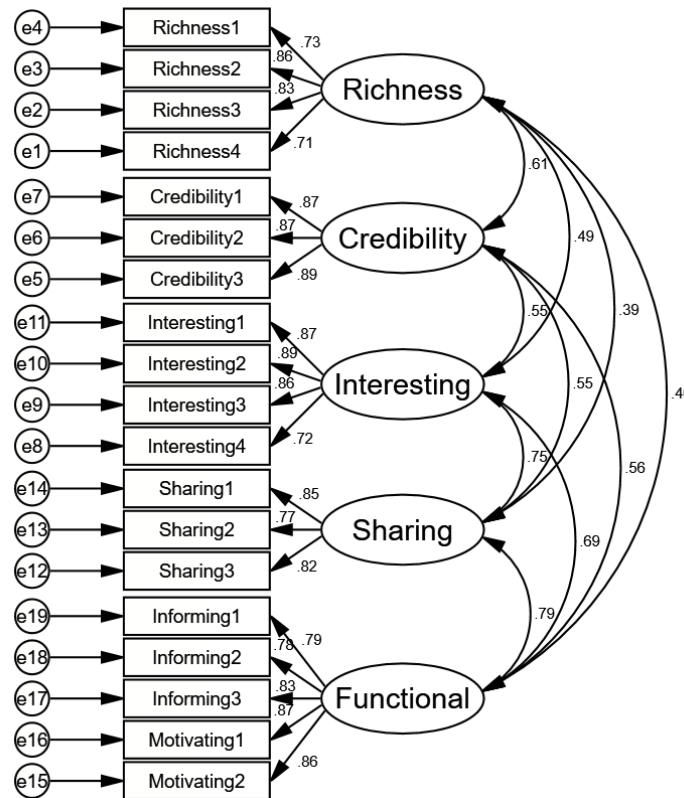 e4 Richness1 .73
e3 Richness2 .86
e2 Richness3 .83
e1 Richness4 .71
Richness
e7 Credibility1 .87
e6 Credibility2 .87
e5 Credibility3 .89
Credibility
e11 Interesting1 .87
e10 Interesting2 .89
e9 Interesting3 .86
e8 Interesting4 .72
Interesting
e14 Sharing1 .85
e13 Sharing2 .77
e12 Sharing3 .82
Sharing
e19 Informing1 .79
e18 Informing2 .78
e17 Informing3 .83
e16 Motivating1 .87
e15 Motivating2 .86
Functional
.61
.49
.55
.39
.55
.75
.56
.69
.79